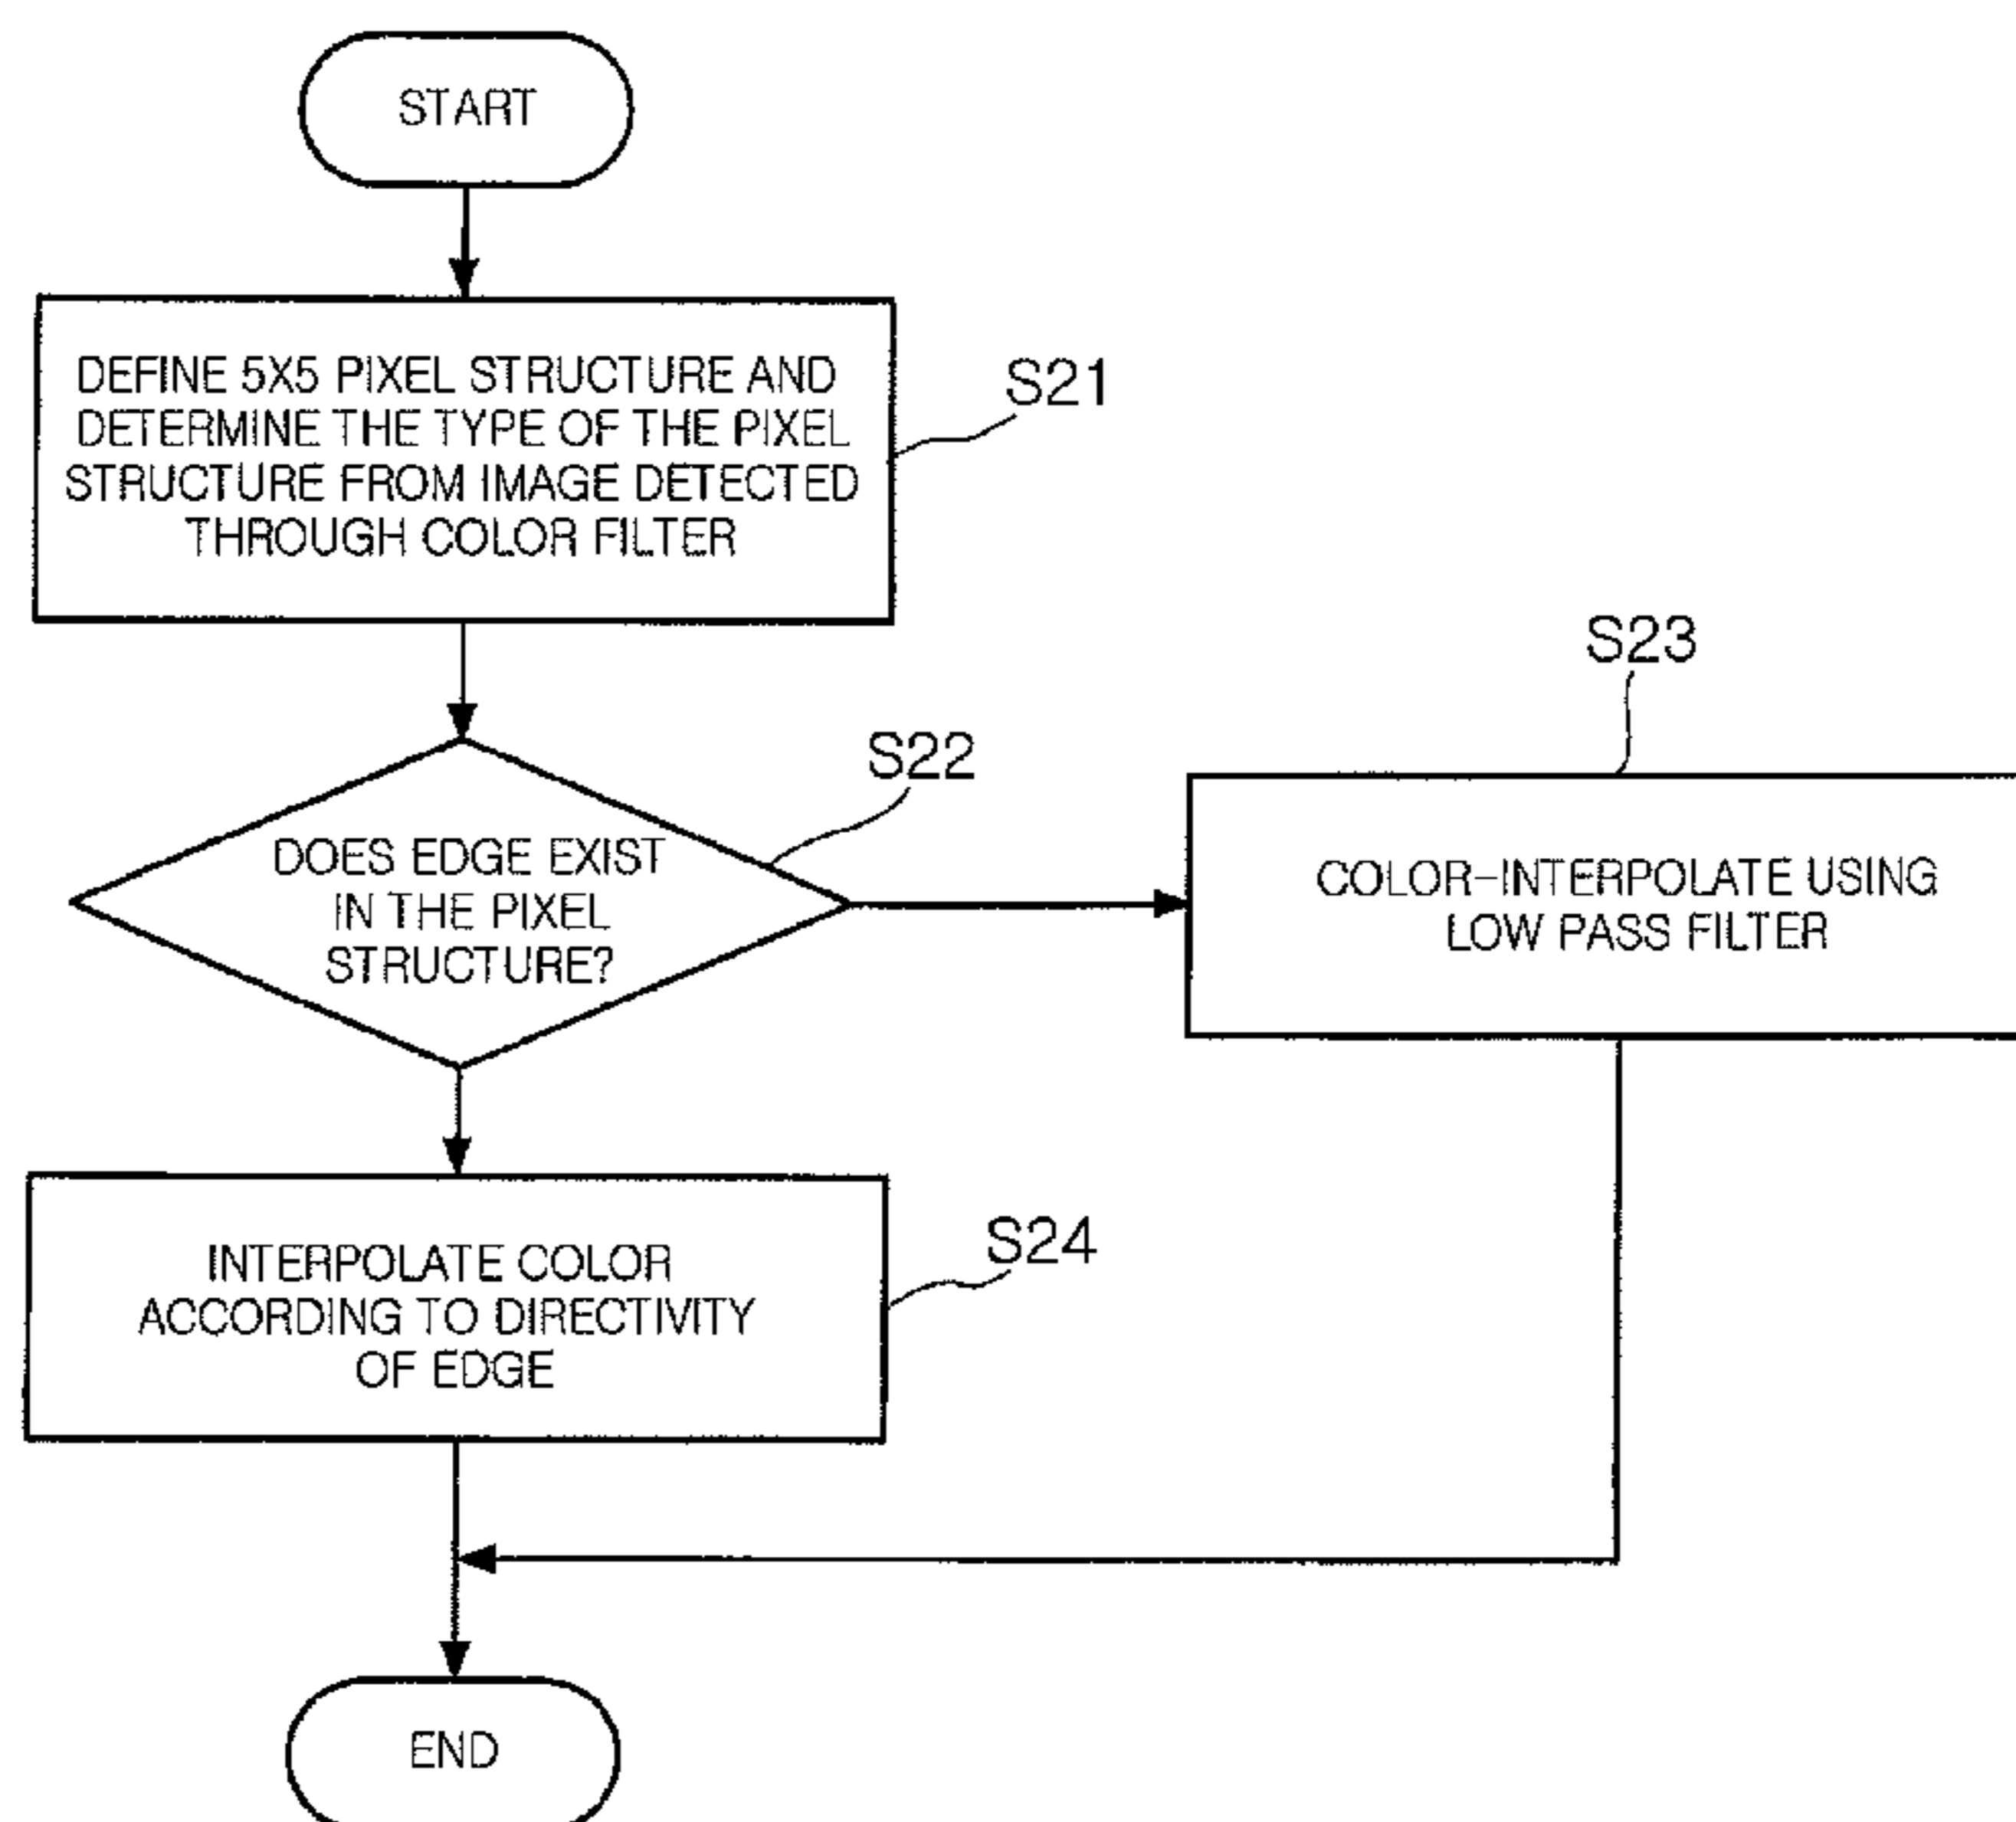 START
DEFINE 5X5 PIXEL STRUCTURE AND
DETERMINE THE TYPE OF THE PIXEL
STRUCTURE FROM IMAGE DETECTED
THROUGH COLOR FILTER
S21
S22
DOES EDGE EXIST
IN THE PIXEL
STRUCTURE?
S23
COLOR-INTERPOLATE USING
LOW PASS FILTER
INTERPOLATE COLOR
ACCORDING TO DIRECTIVITY
OF EDGE
S24
END